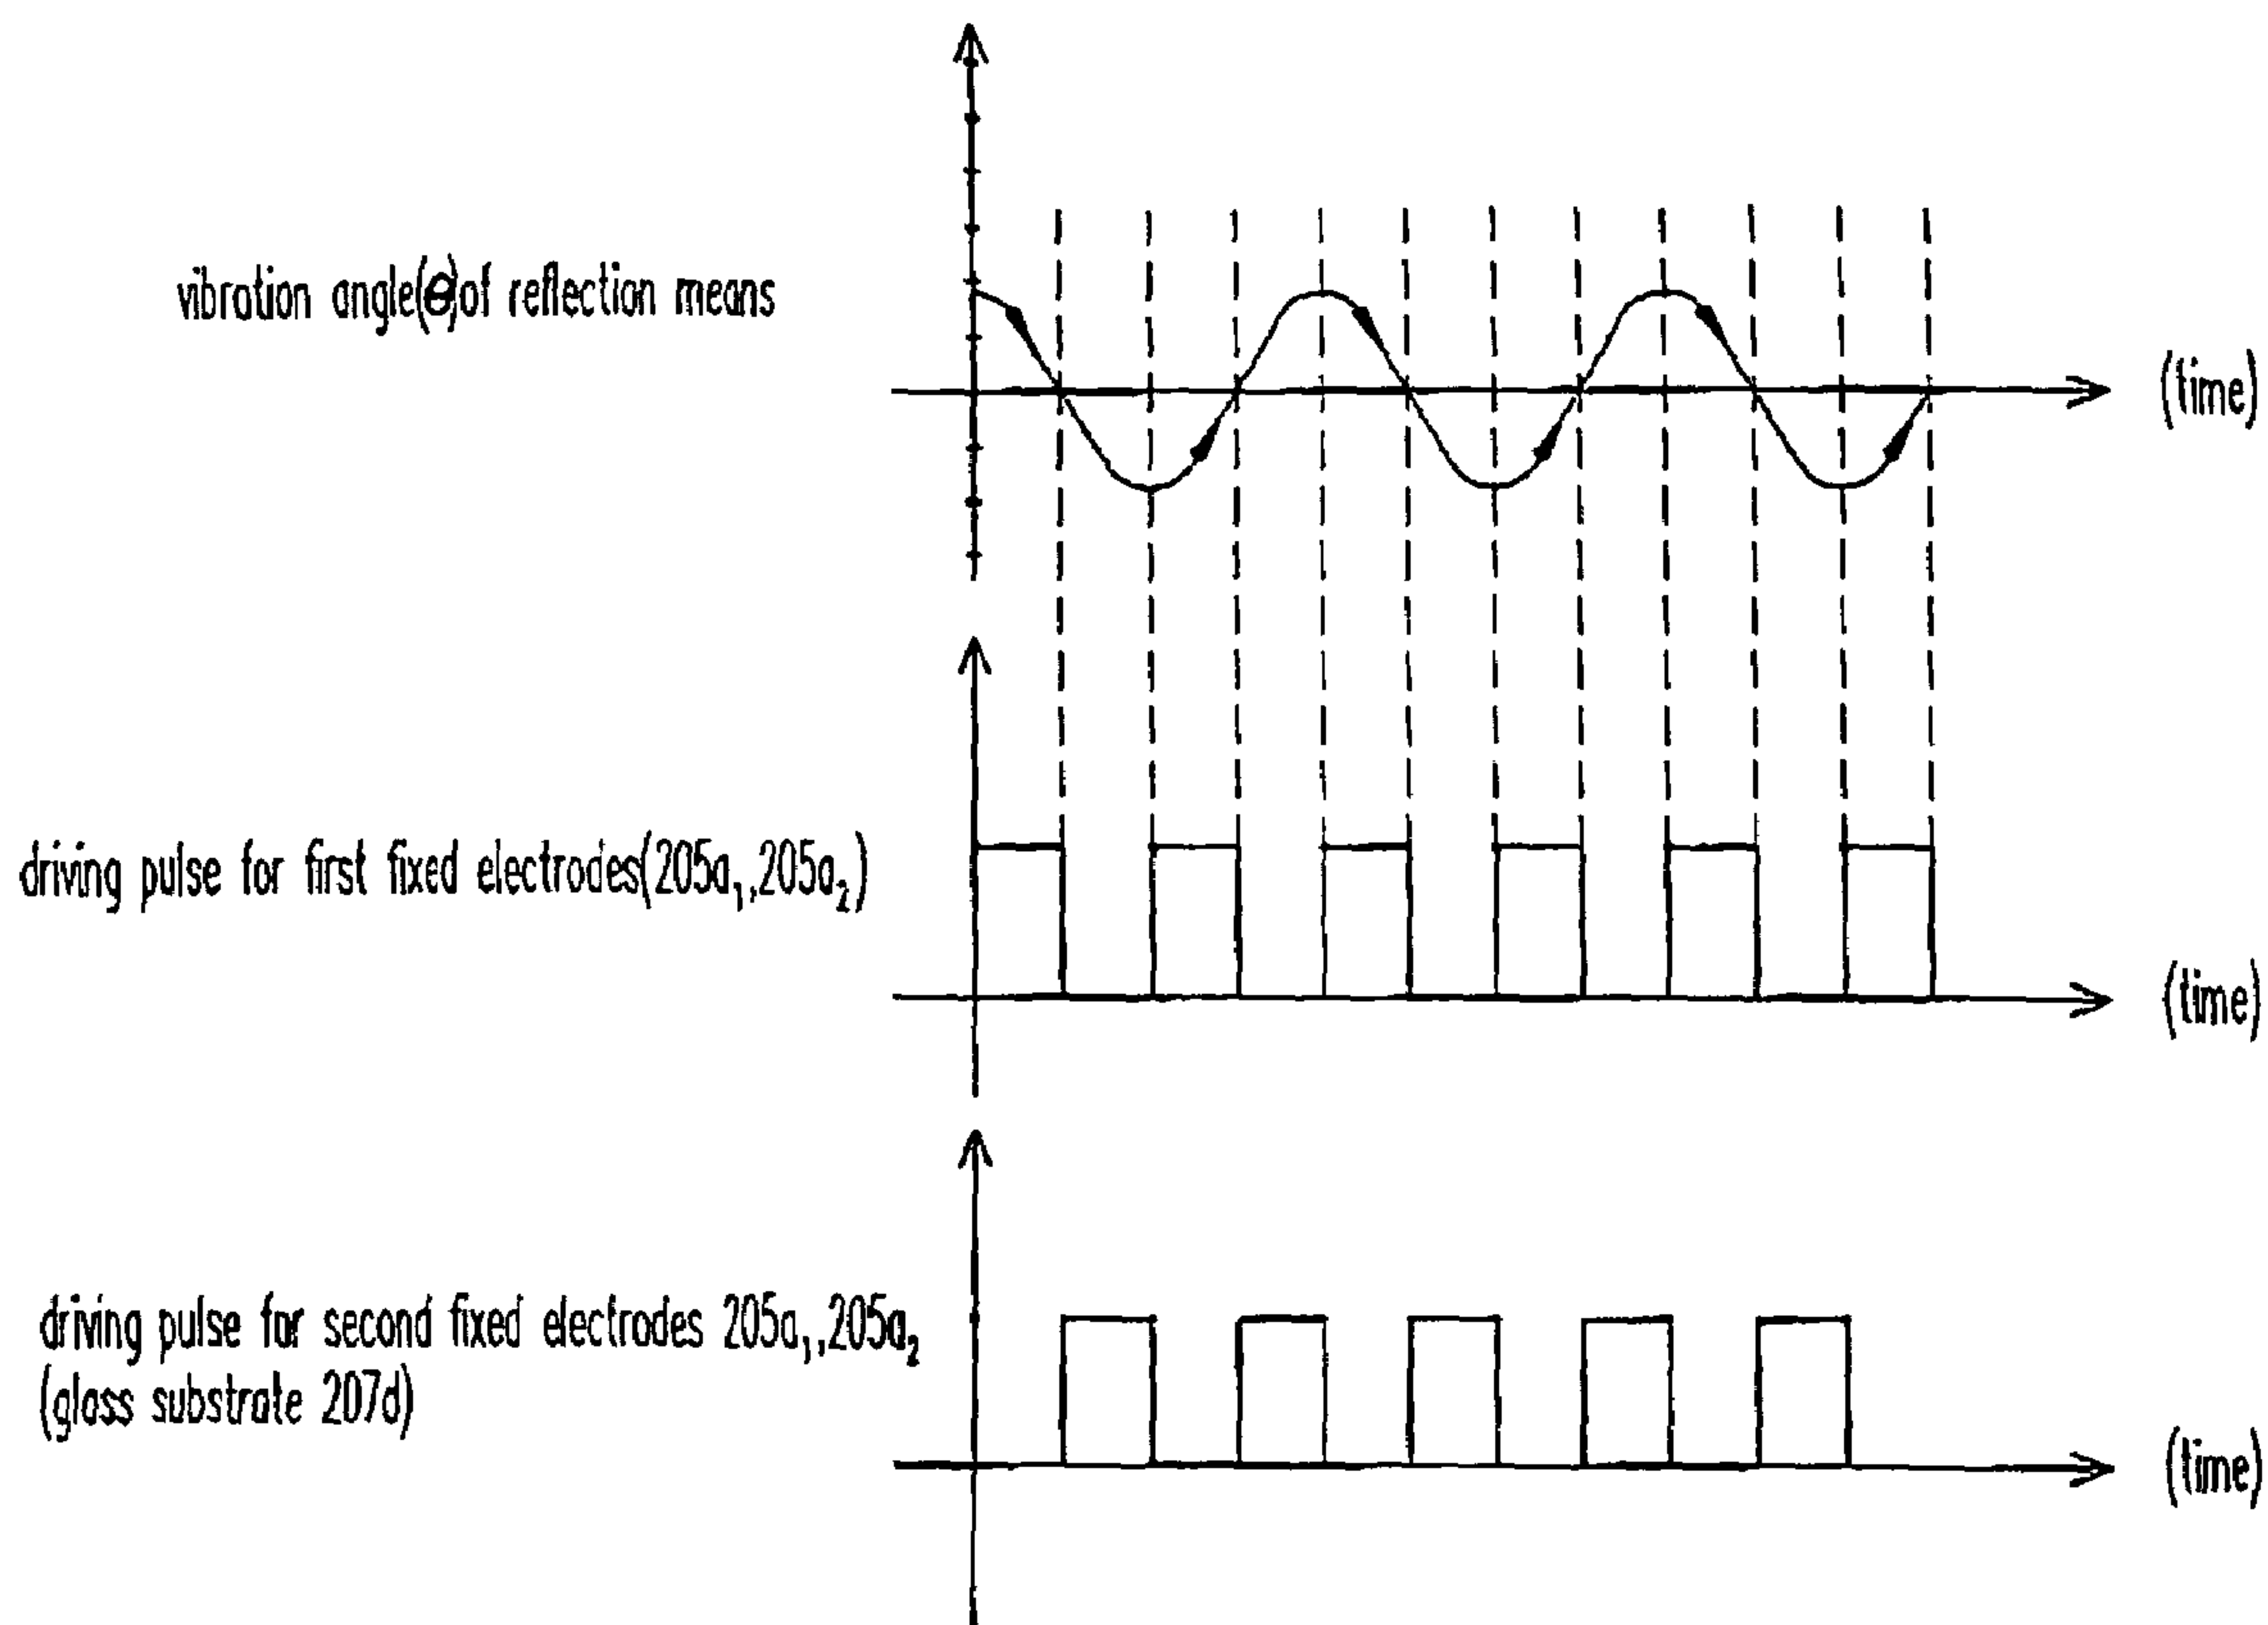 vibration angle(θ)of reflection means
(time)
driving pulse for first fixed electrodes(205a₁,,205a₂)
(time)
driving pulse for second fixed electrodes 205a₁,,205a₂
(glass substrate 207d)
(time)